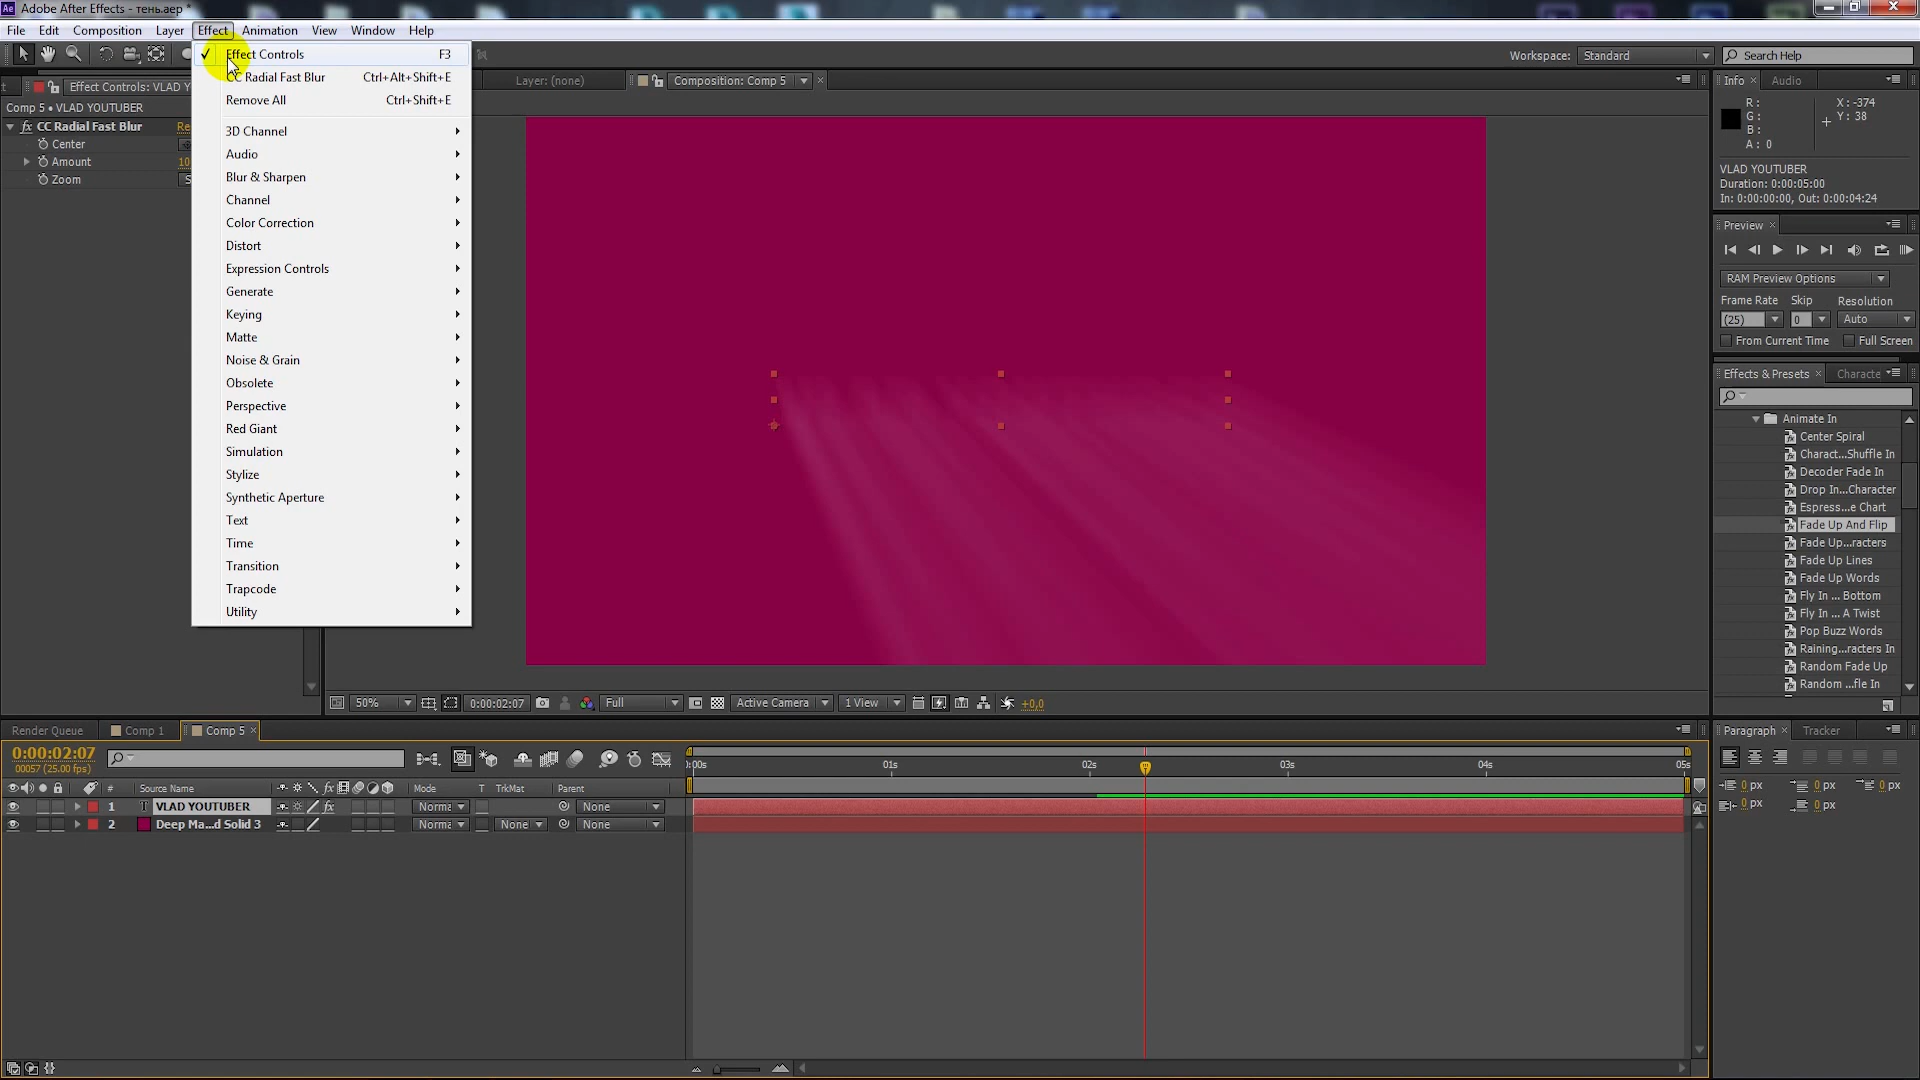 Adobe After Effects - тень.aep *
File Edit Composition Layer Effect Animation View Window Help
Workspace: Standard
Search Help
Effect Controls: VLAD Y
Comp 5 • VLAD YOUTUBER
CC Radial Fast Blur
Center
Amount
10
Zoom
Effect Controls F3
CC Radial Fast Blur Ctrl+Alt+Shift+E
Remove All Ctrl+Shift+E
3D Channel
Audio
Blur & Sharpen
Channel
Color Correction
Distort
Expression Controls
Generate
Keying
Matte
Noise & Grain
Obsolete
Perspective
Red Giant
Simulation
Stylize
Synthetic Aperture
Text
Time
Transition
Trapcode
Utility
Layer: (none)
Composition: Comp 5
50% 0:00:02:07 Full Active Camera 1 View +0,0
Info Audio
R: X: -374
G: Y: 38
B:
A: 0
VLAD YOUTUBER
Duration: 0:00:05:00
In: 0:00:00:00, Out: 0:00:04:24
Preview
RAM Preview Options
Frame Rate Skip Resolution
(25) 0 Auto
From Current Time Full Screen
Effects & Presets Characte
Animate In
Center Spiral
Charact...Shuffle In
Decoder Fade In
Drop In...Character
Espress...e Chart
Fade Up And Flip
Fade Up...racters
Fade Up Lines
Fade Up Words
Fly In ... Bottom
Fly In ... A Twist
Pop Buzz Words
Raining...racters In
Random Fade Up
Random ...fle In
Paragraph Tracker
0 px 0 px 0 px
0 px 0 px
Render Queue Comp 1 Comp 5
0:00:02:07
00057 (25.00 fps)
# Source Name Mode T TrkMat Parent
1 VLAD YOUTUBER Norma None
2 Deep Ma...d Solid 3 Norma None None
:00s 01s 02s 03s 04s 05s